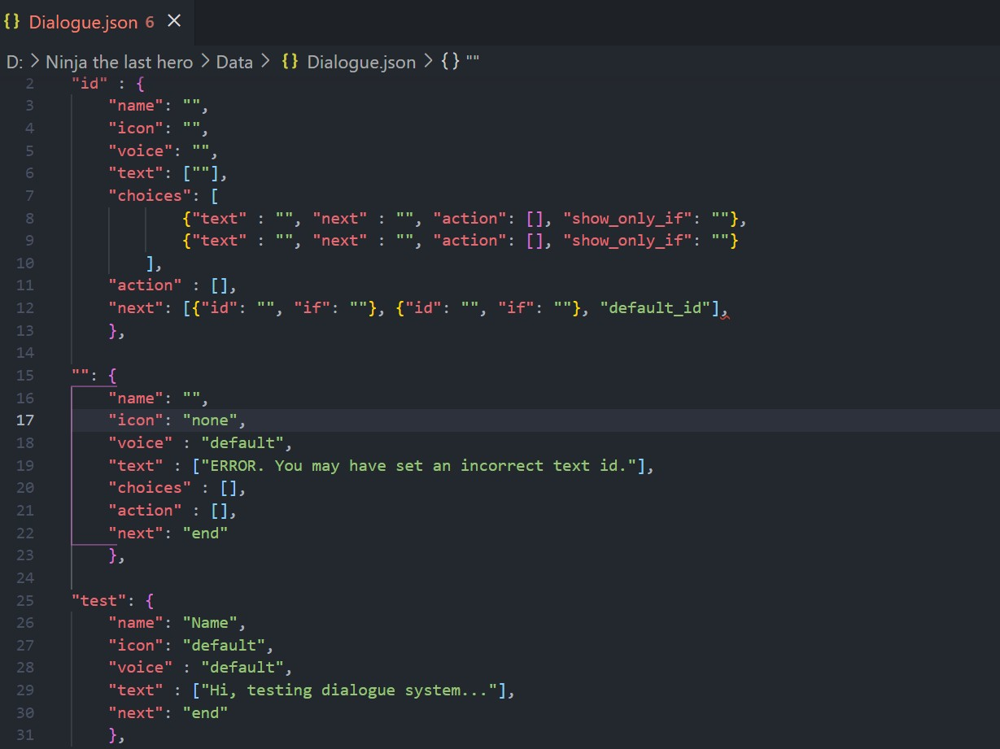 {} Dialogue.json 6 ×
D: > Ninja the last hero > Data > {} Dialogue.json > {} ""
2 "id" : {
3 "name": "",
4 "icon": "",
5 "voice": "",
6 "text": [""],
7 "choices": [
8 {"text" : "", "next" : "", "action": [], "show_only_if": ""},
9 {"text" : "", "next" : "", "action": [], "show_only_if": ""}
10 ],
11 "action" : [],
12 "next": [{"id": "", "if": ""}, {"id": "", "if": ""}, "default_id"],
13 },
14
15 "": {
16 "name": "",
17 "icon": "none",
18 "voice" : "default",
19 "text" : ["ERROR. You may have set an incorrect text id."],
20 "choices" : [],
21 "action" : [],
22 "next": "end"
23 },
24
25 "test": {
26 "name": "Name",
27 "icon": "default",
28 "voice" : "default",
29 "text" : ["Hi, testing dialogue system..."],
30 "next": "end"
31 },